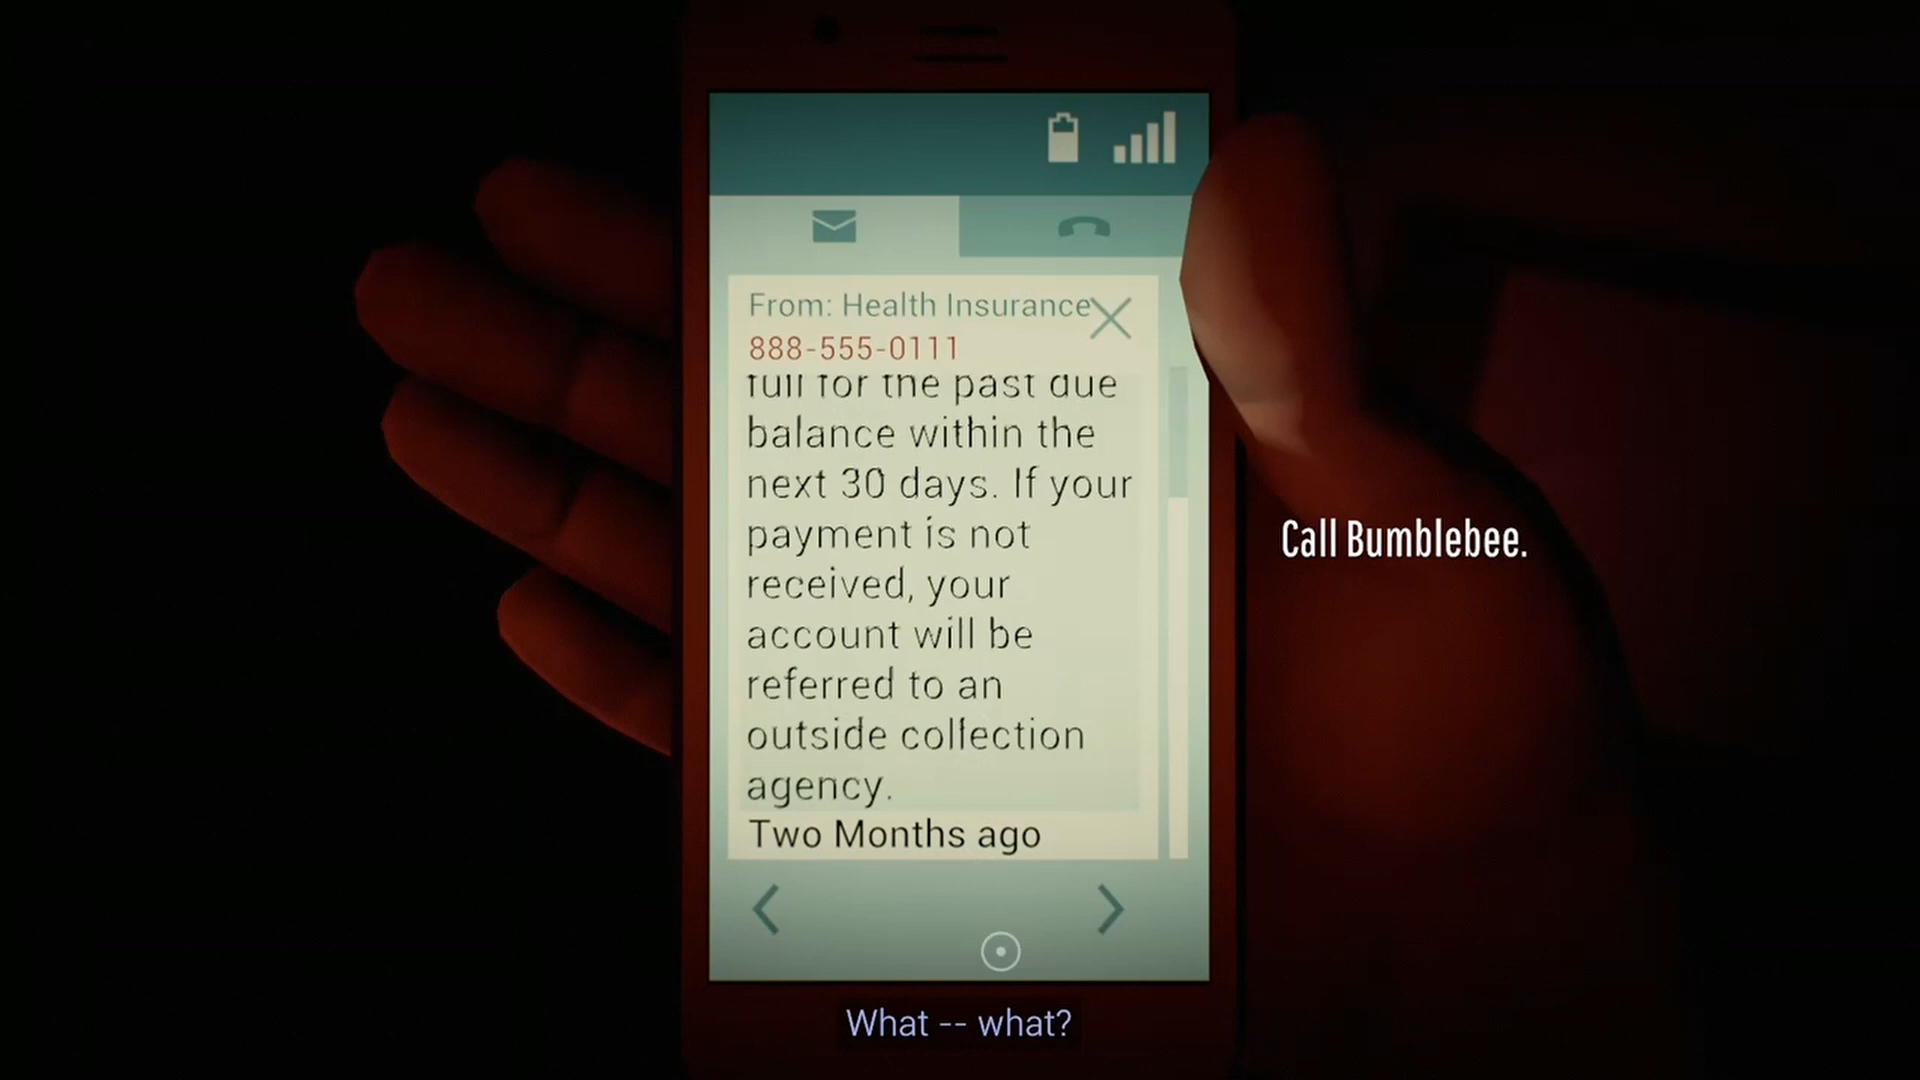 From: Health Insurance
888-555-0111
full for the past due
balance within the
next 30 days. If your
payment is not
received, your
account will be
referred to an
outside collection
agency.
Two Months ago
Call Bumblebee.
What -- what?